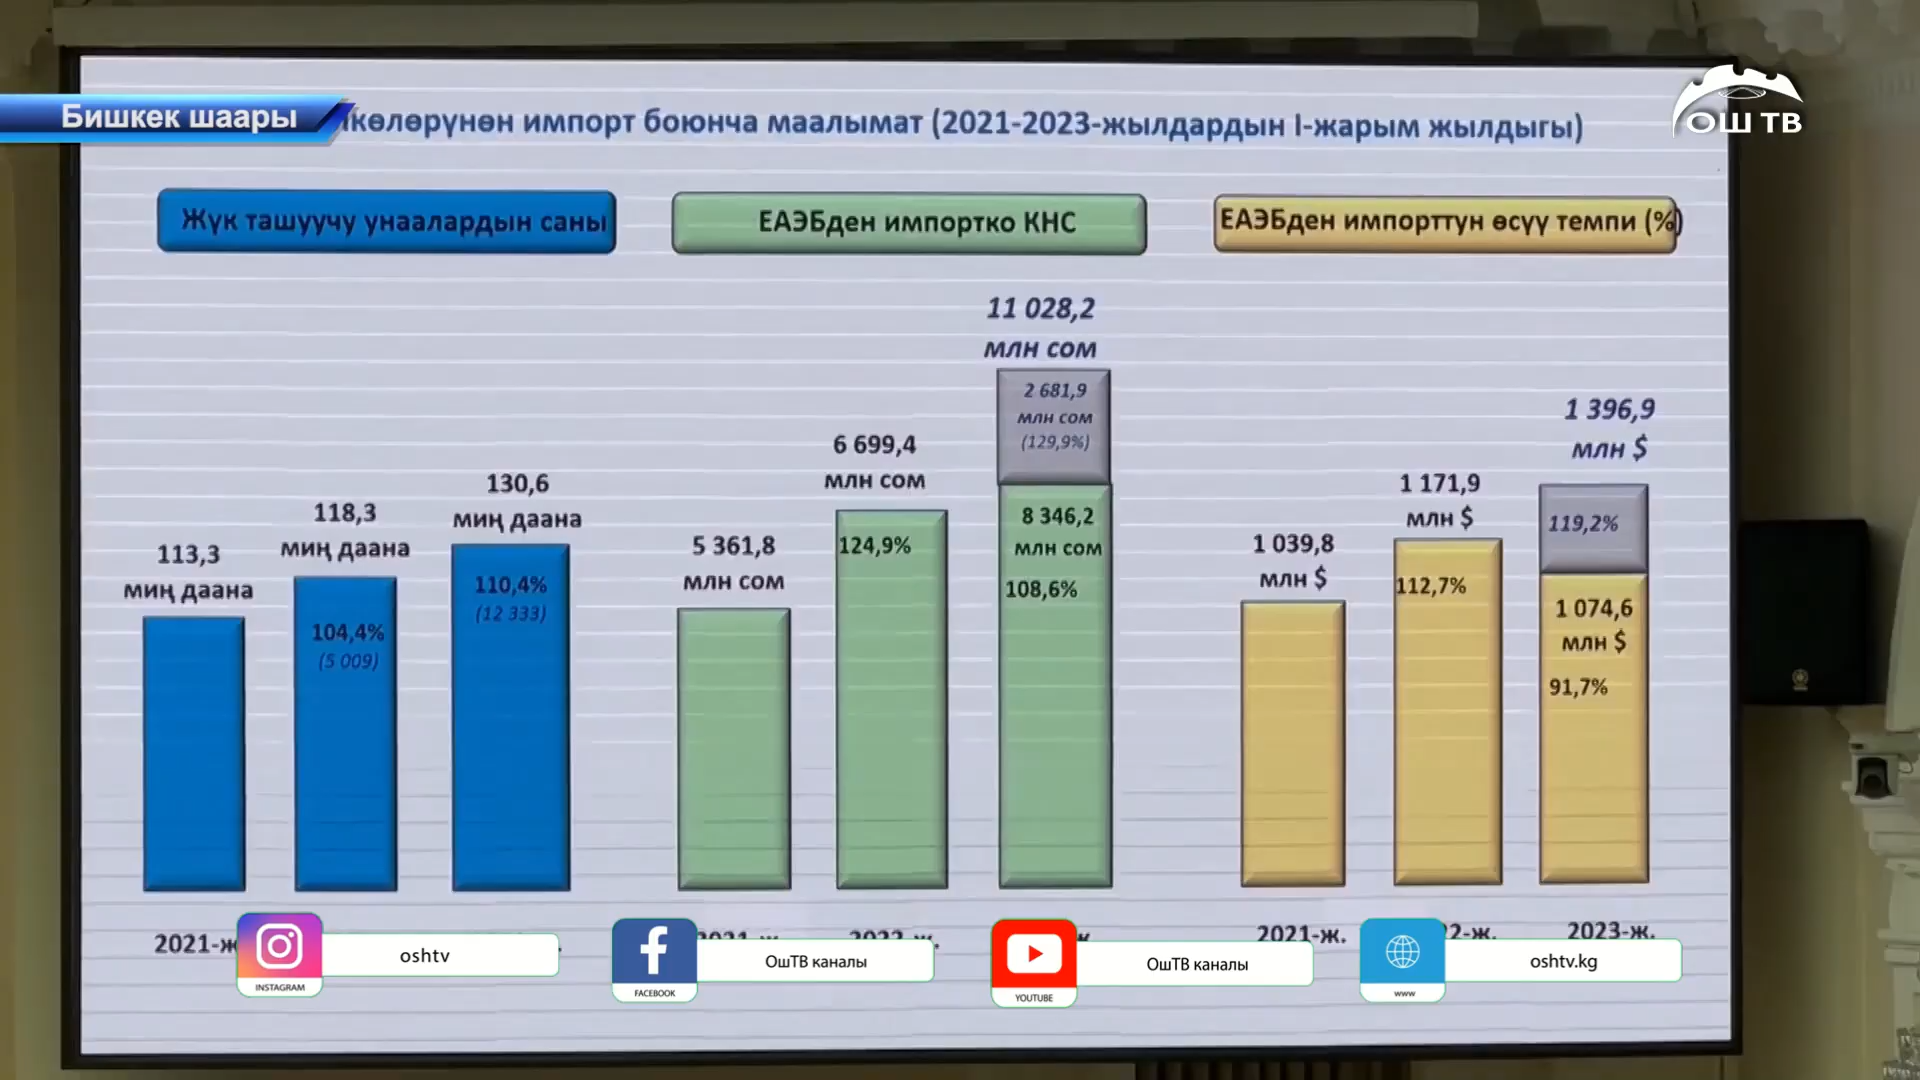 Бишкек шаары
көлөрүнөн импорт боюнча маалымат (2021-2023-жылдардын I-жарым жылдыгы)
ОШ ТВ
Жүк ташуучу унаалардын саны
ЕАЭБден импортко КНС
ЕАЭБден импорттун өсүү темпи (%)
113,3
миң даана
118,3
миң даана
104,4%
(5 009)
130,6
миң даана
110,4%
(12 333)
5 361,8
млн сом
6 699,4
млн сом
124,9%
11 028,2
млн сом
2 681,9
млн сом
(129,9%)
8 346,2
млн сом
108,6%
1 039,8
млн $
1 171,9
млн $
112,7%
1 396,9
млн $
119,2%
1 074,6
млн $
91,7%
2021-ж
2021-ж.
2022-ж.
2021-ж.
2-ж.
2023-ж.
INSTAGRAM
oshtv
FACEBOOK
ОшТВ каналы
YOUTUBE
ОшТВ каналы
www
oshtv.kg